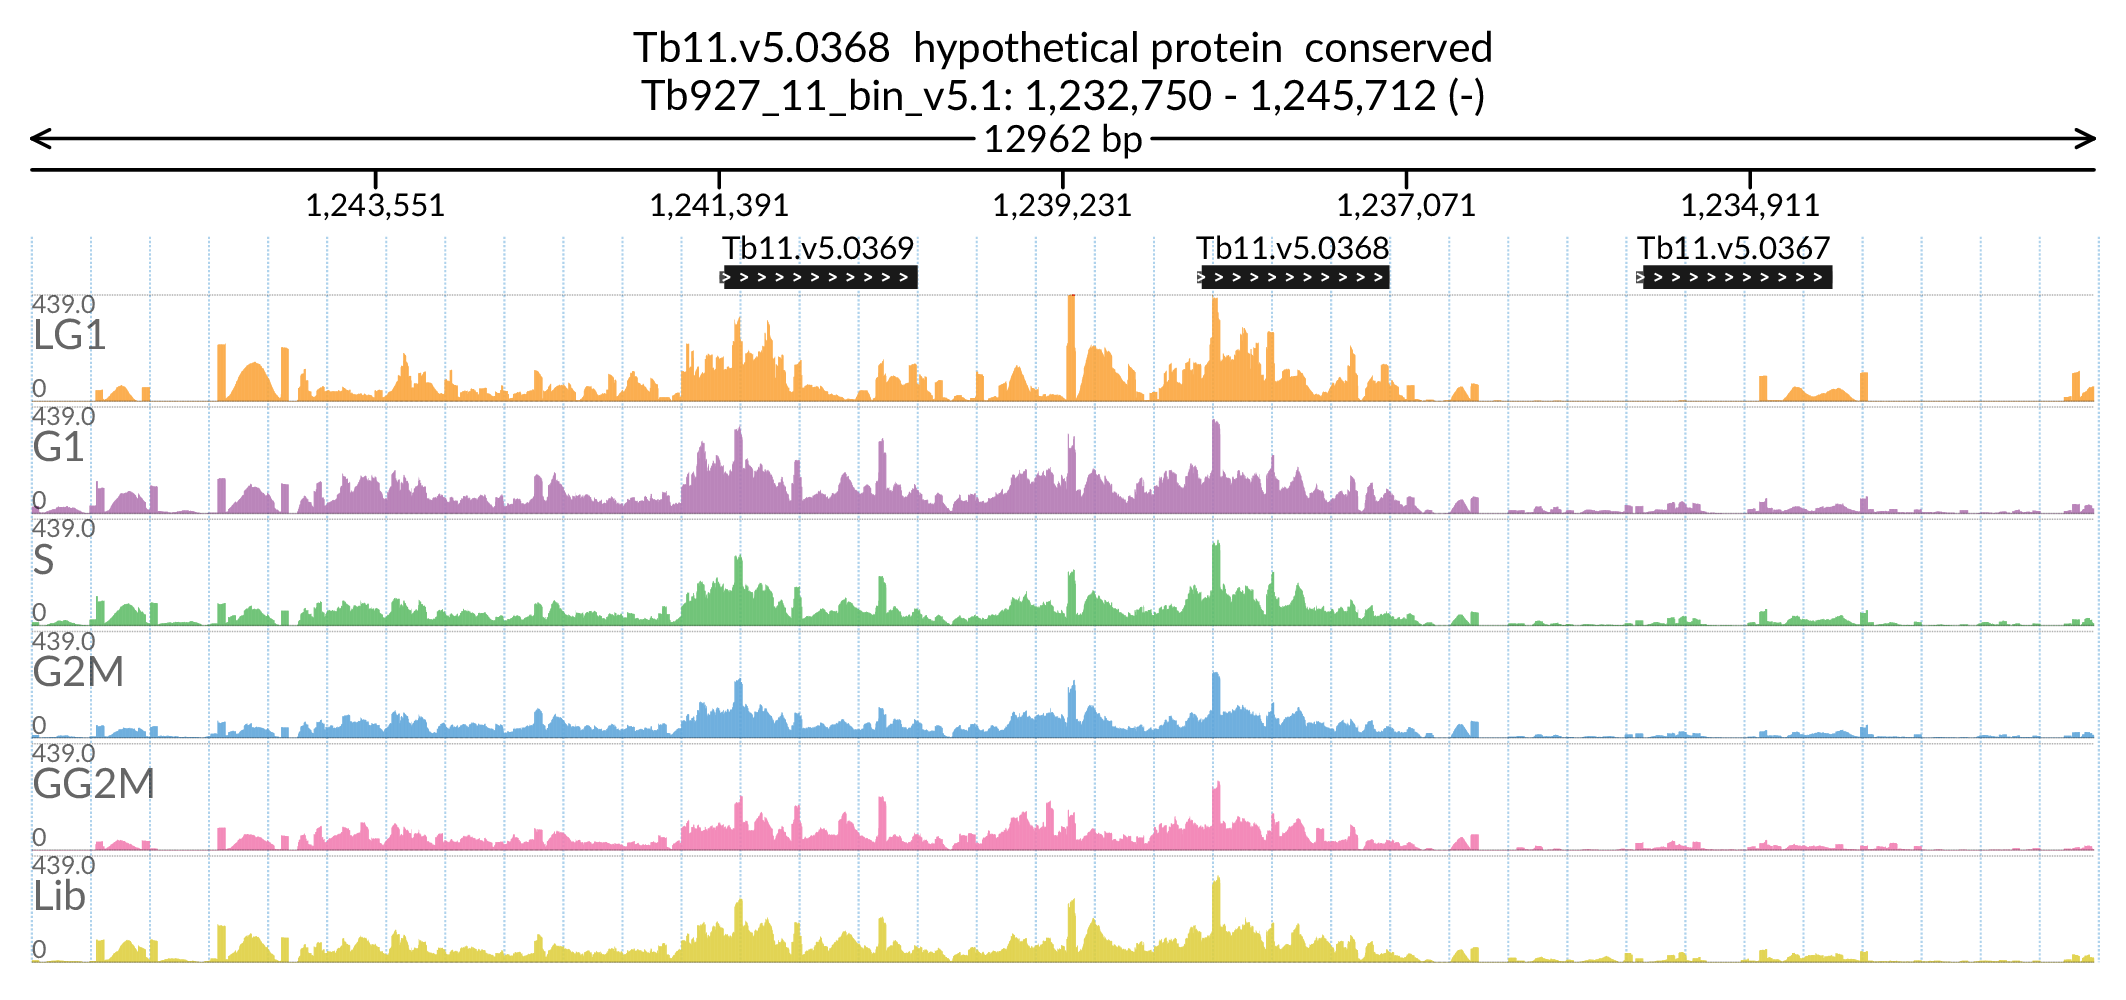 Tb11.v5.0368 hypothetical protein conserved
Tb927_11_bin_v5.1: 1,232,750 - 1,245,712 (-)
12962 bp
1,243,551 1,241,391 1,239,231 1,237,071 1,234,911
Tb11.v5.0369 Tb11.v5.0368 Tb11.v5.0367
439.0
LG1
0
439.0
G1
0
439.0
S
0
439.0
G2M
0
439.0
GG2M
0
439.0
Lib
0